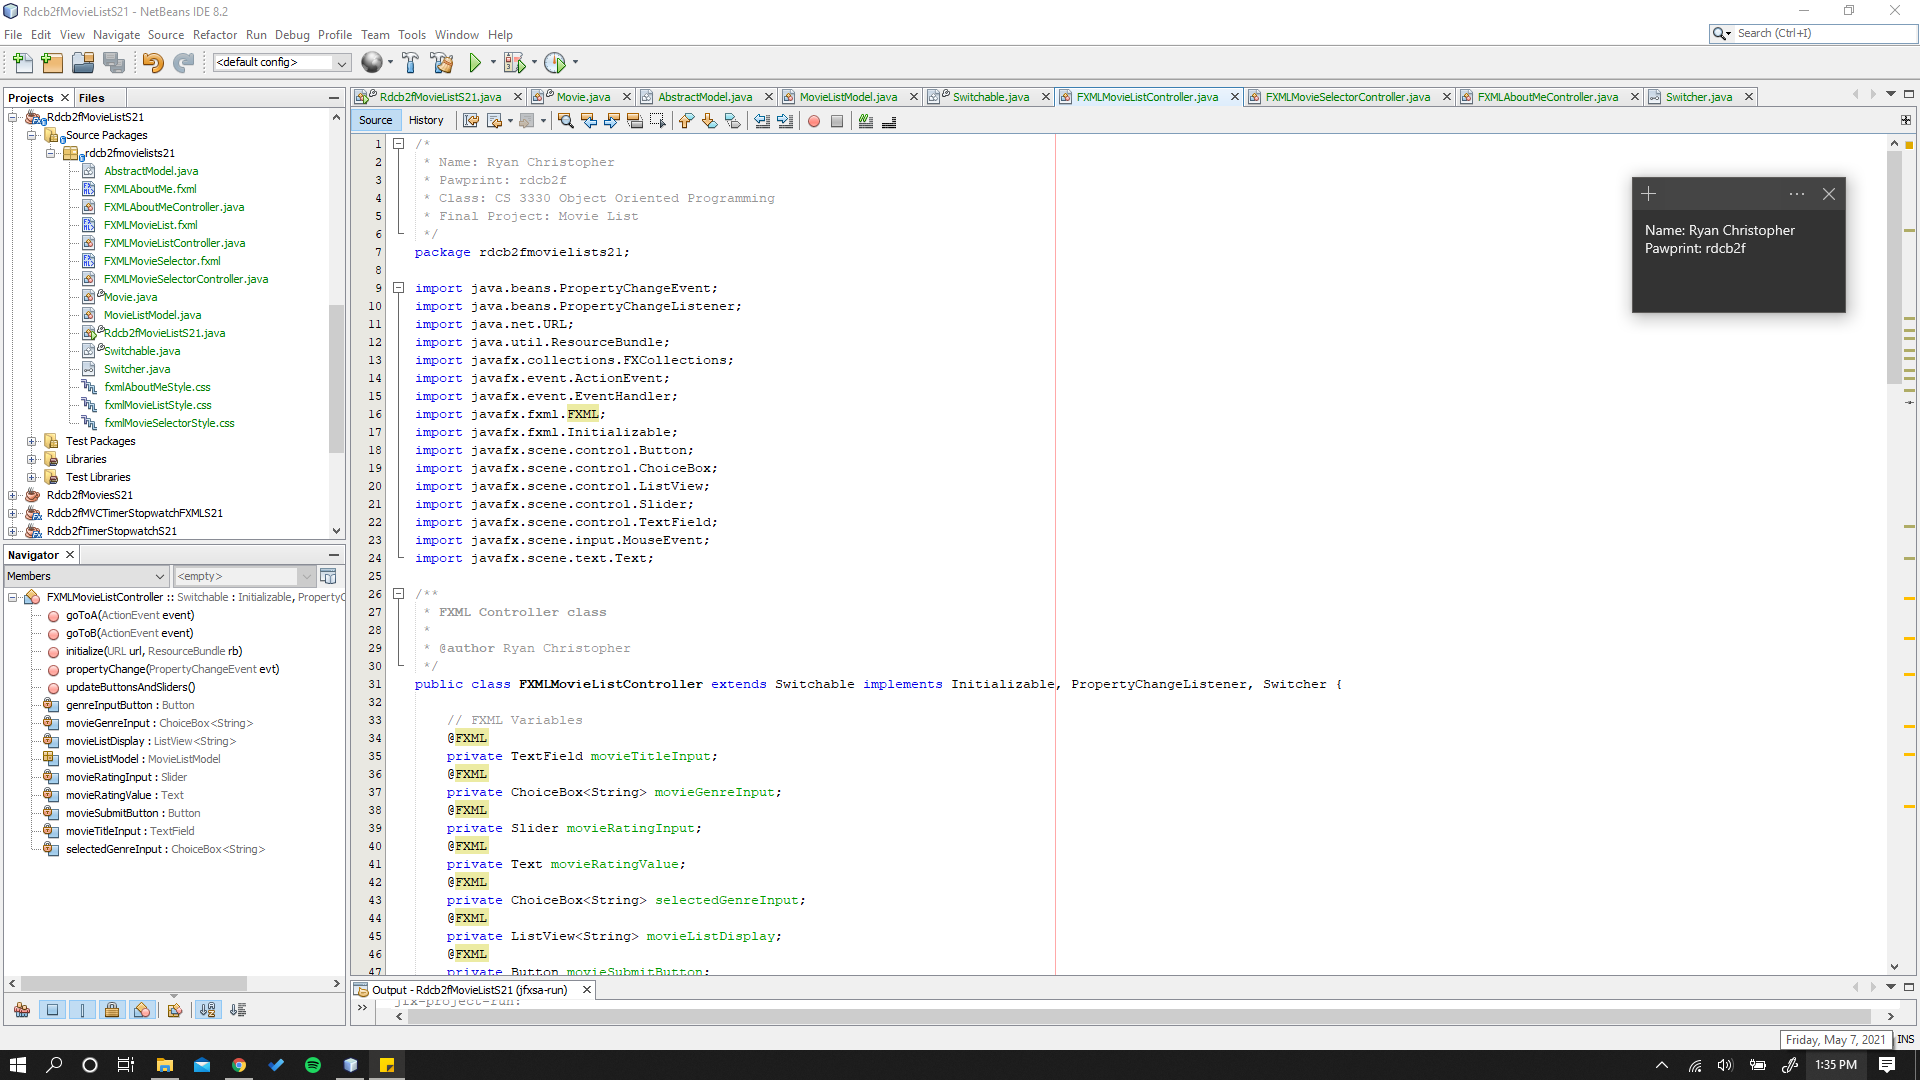 Rdcb2fMovieListS21 - NetBeans IDE 8.2
File Edit View Navigate Source Refactor Run Debug Profile Team Tools Window Help
Search (Ctrl+I)
<default config>
Projects Files
Rdcb2fMovieListS21
Source Packages
rdcb2fmovielists21
AbstractModel.java
FXMLAboutMe.fxml
FXMLAboutMeController.java
FXMLMovieList.fxml
FXMLMovieListController.java
FXMLMovieSelector.fxml
FXMLMovieSelectorController.java
Movie.java
MovieListModel.java
Rdcb2fMovieListS21.java
Switchable.java
Switcher.java
fxmlAboutMeStyle.css
fxmlMovieListStyle.css
fxmlMovieSelectorStyle.css
Test Packages
Libraries
Test Libraries
Rdcb2fMoviesS21
Rdcb2fMVCTimerStopwatchFXMLS21
Rdcb2fTimerStopwatchS21
Navigator
Members <empty>
FXMLMovieListController :: Switchable : Initializable, PropertyC
goToA(ActionEvent event)
goToB(ActionEvent event)
initialize(URL url, ResourceBundle rb)
propertyChange(PropertyChangeEvent evt)
updateButtonsAndSliders()
genreInputButton : Button
movieGenreInput : ChoiceBox<String>
movieListDisplay : ListView<String>
movieListModel : MovieListModel
movieRatingInput : Slider
movieRatingValue : Text
movieSubmitButton : Button
movieTitleInput : TextField
selectedGenreInput : ChoiceBox<String>
Rdcb2fMovieListS21.java Movie.java AbstractModel.java MovieListModel.java Switchable.java FXMLMovieListController.java FXMLMovieSelectorController.java FXMLAboutMeController.java Switcher.java
Source History
1 /*
2 * Name: Ryan Christopher
3 * Pawprint: rdcb2f
4 * Class: CS 3330 Object Oriented Programming
5 * Final Project: Movie List
6 */
7 package rdcb2fmovielists21;
8
9 import java.beans.PropertyChangeEvent;
10 import java.beans.PropertyChangeListener;
11 import java.net.URL;
12 import java.util.ResourceBundle;
13 import javafx.collections.FXCollections;
14 import javafx.event.ActionEvent;
15 import javafx.event.EventHandler;
16 import javafx.fxml.FXML;
17 import javafx.fxml.Initializable;
18 import javafx.scene.control.Button;
19 import javafx.scene.control.ChoiceBox;
20 import javafx.scene.control.ListView;
21 import javafx.scene.control.Slider;
22 import javafx.scene.control.TextField;
23 import javafx.scene.input.MouseEvent;
24 import javafx.scene.text.Text;
25
26 /**
27 * FXML Controller class
28 *
29 * @author Ryan Christopher
30 */
31 public class FXMLMovieListController extends Switchable implements Initializable, PropertyChangeListener, Switcher {
32
33 // FXML Variables
34 @FXML
35 private TextField movieTitleInput;
36 @FXML
37 private ChoiceBox<String> movieGenreInput;
38 @FXML
39 private Slider movieRatingInput;
40 @FXML
41 private Text movieRatingValue;
42 @FXML
43 private ChoiceBox<String> selectedGenreInput;
44 @FXML
45 private ListView<String> movieListDisplay;
46 @FXML
47 private Button movieSubmitButton;
Name: Ryan Christopher
Pawprint: rdcb2f
Output - Rdcb2fMovieListS21 (jfxsa-run)
jfx-project-run:
Friday, May 7, 2021
INS
1:35 PM